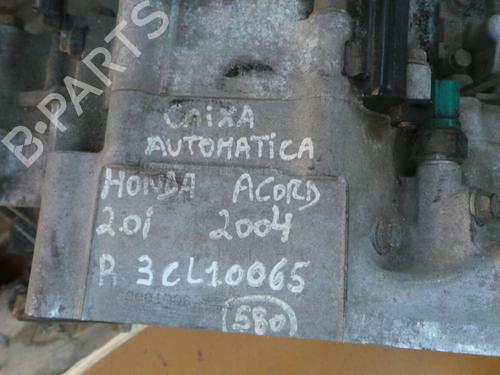 B-PARTS
CAIXA
AUTOMATICA
HONDA ACORD
2.0i 2004
R 3CL10065
580